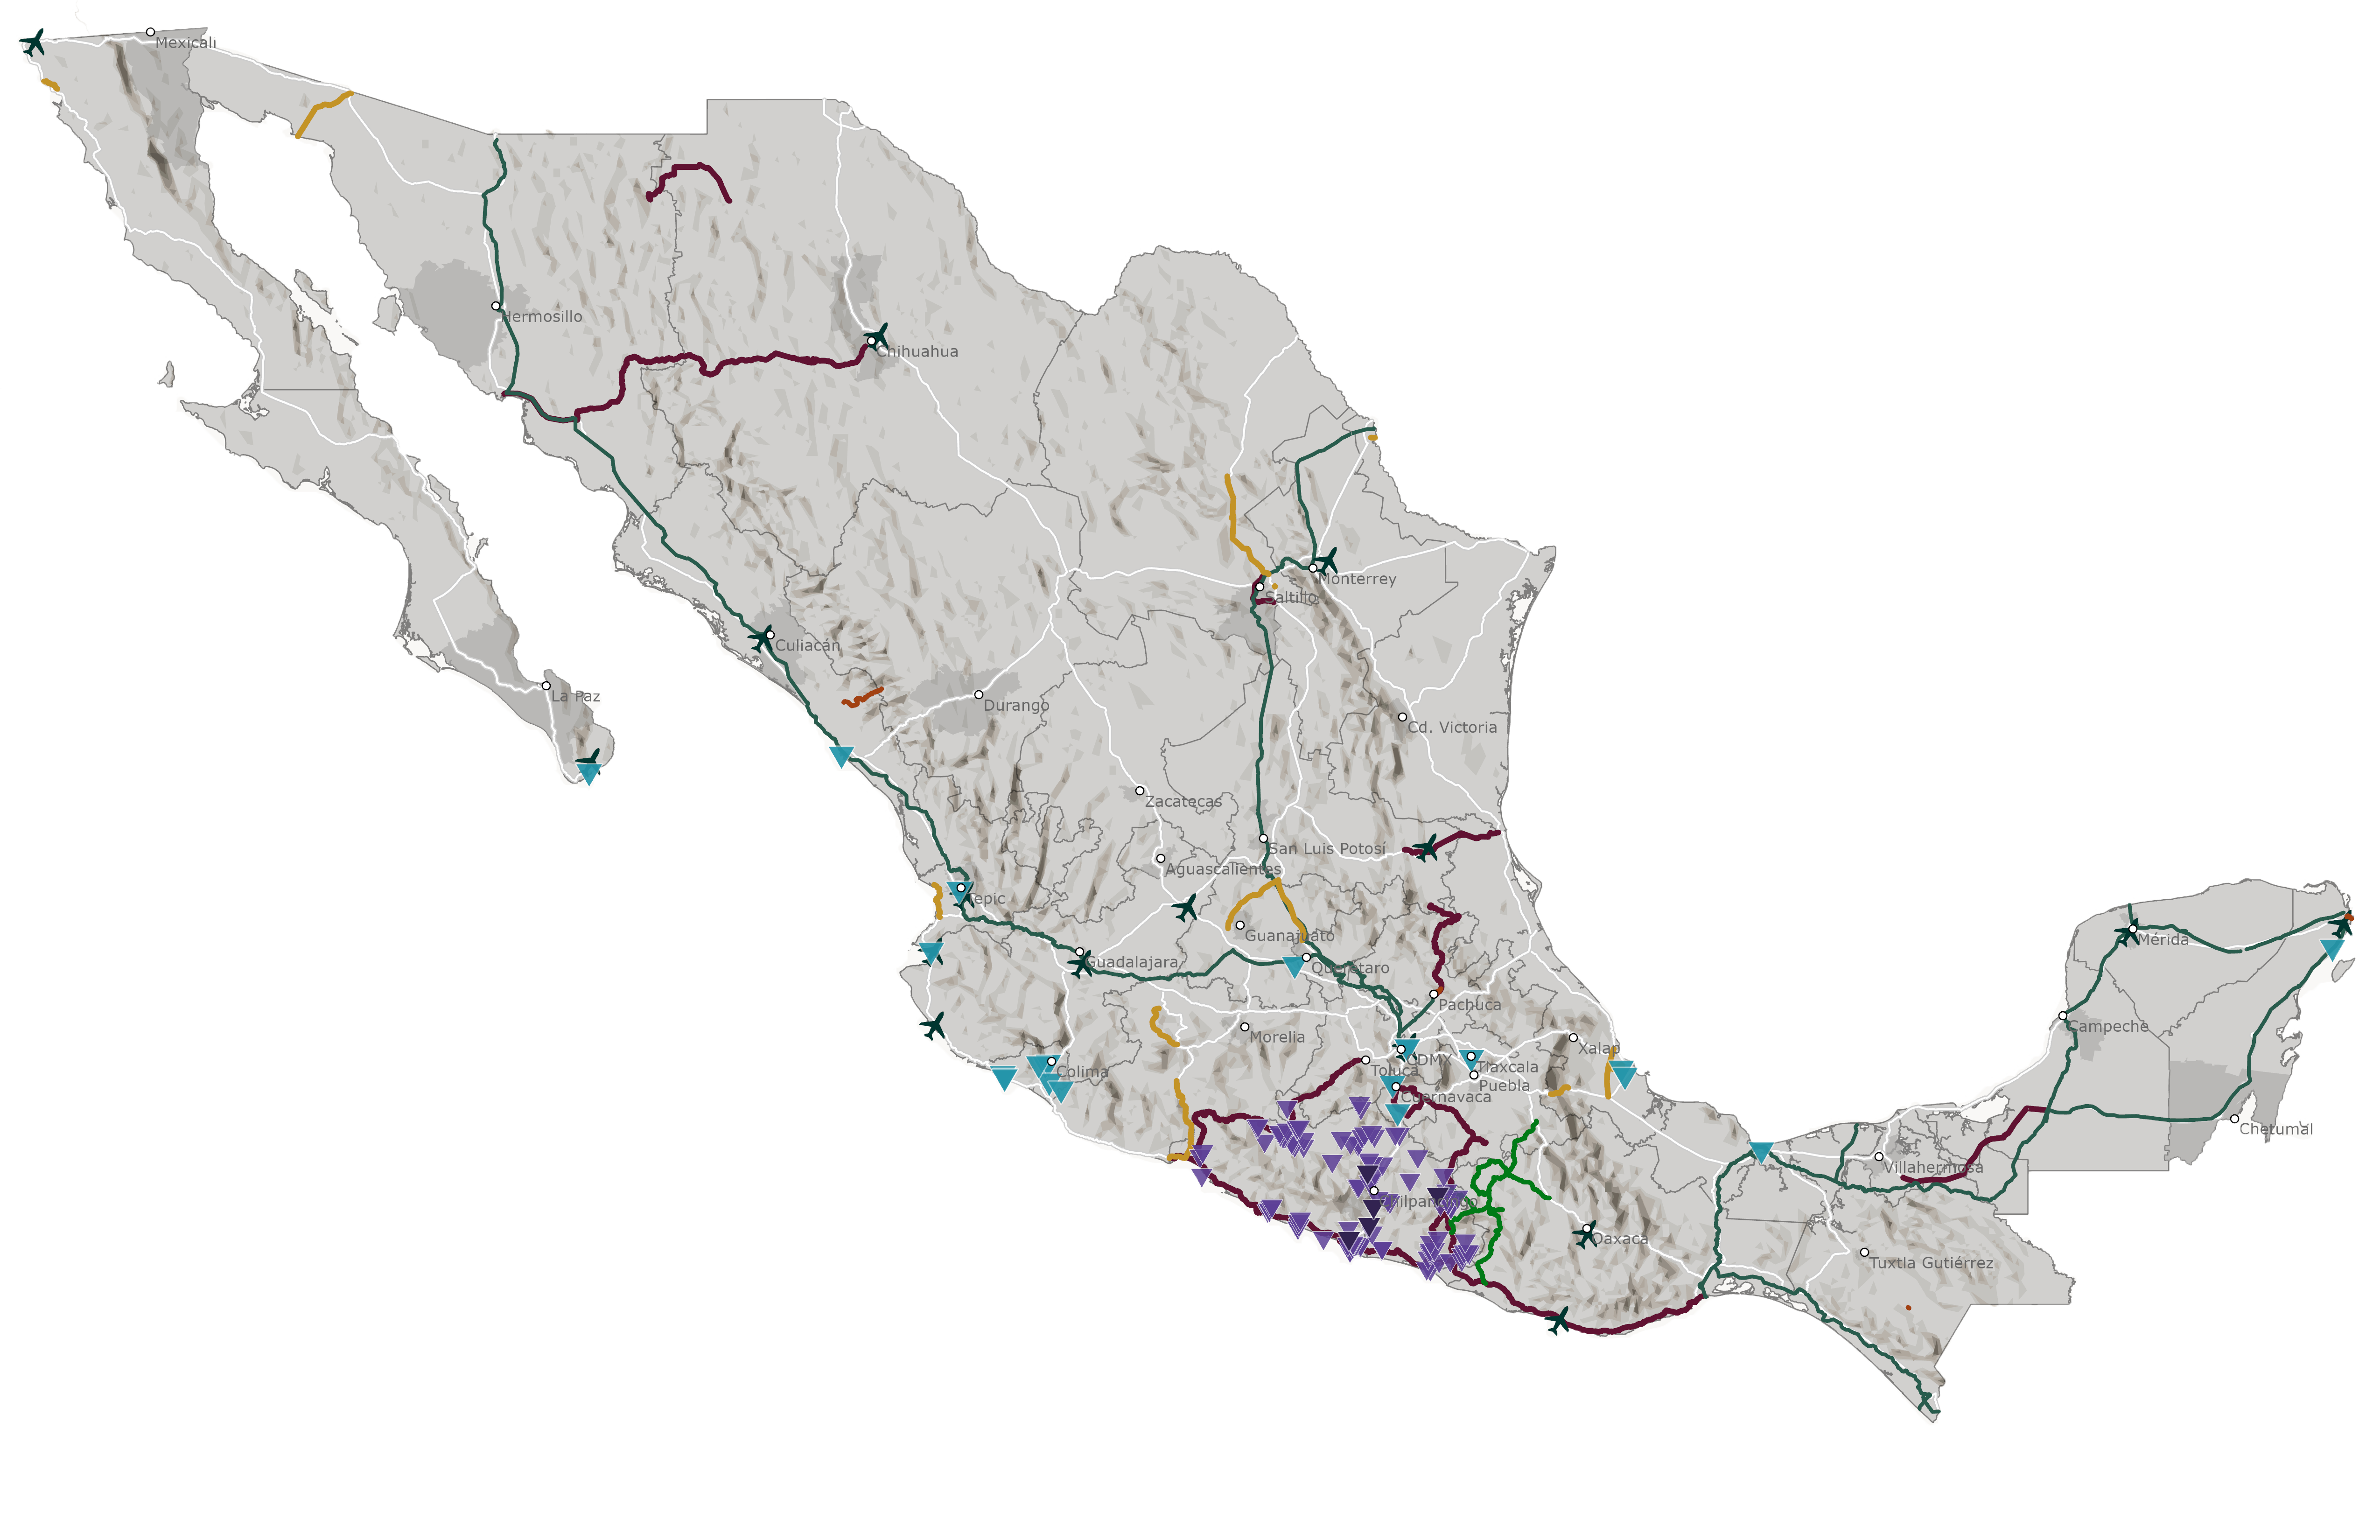 Mexicali
Hermosillo
Chihuahua
Monterrey
Saltillo
Culiacán
La Paz
Durango
Cd. Victoria
Zacatecas
San Luis Potosí
Aguascalientes
Tepic
Guanajuato
Mérida
Guadalajara
Querétaro
Pachuca
Campeche
Morelia
Xalap
CDMX
Tlaxcala
Toluca
Colima
Puebla
Cuernavaca
Chetumal
Villahermosa
Chilpancingo
Oaxaca
Tuxtla Gutiérrez